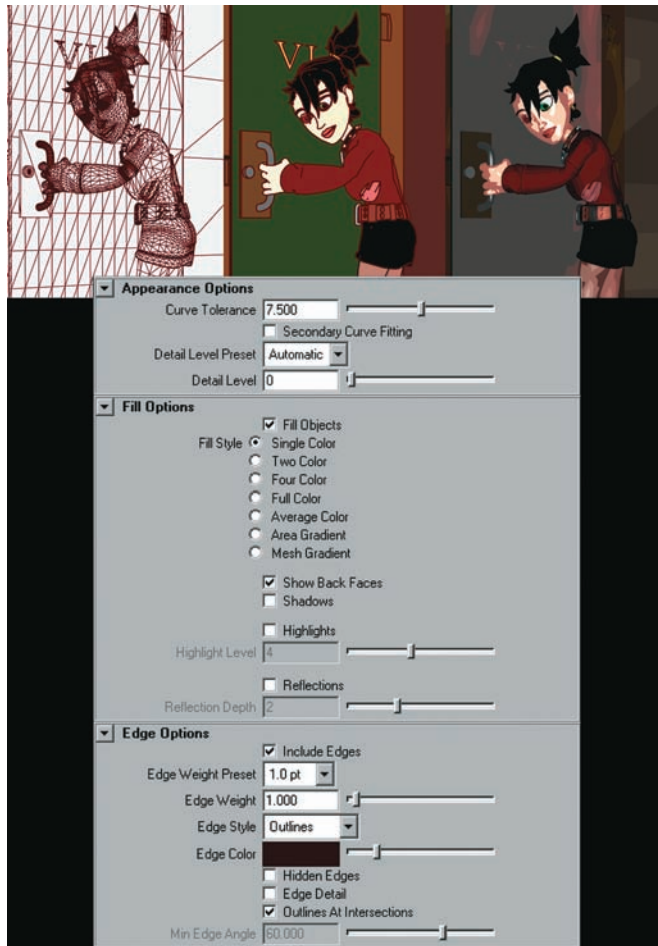 VI
VI
Appearance Options
Curve Tolerance 7.500
Secondary Curve Fitting
Detail Level Preset Automatic
Detail Level 0
Fill Options
Fill Objects
Fill Style Single Color
Two Color
Four Color
Full Color
Average Color
Area Gradient
Mesh Gradient
Show Back Faces
Shadows
Highlights
Highlight Level 4
Reflections
Reflection Depth 2
Edge Options
Include Edges
Edge Weight Preset 1.0 pt
Edge Weight 1.000
Edge Style Outlines
Edge Color
Hidden Edges
Edge Detail
Outlines At Intersections
Min Edge Angle 60.000